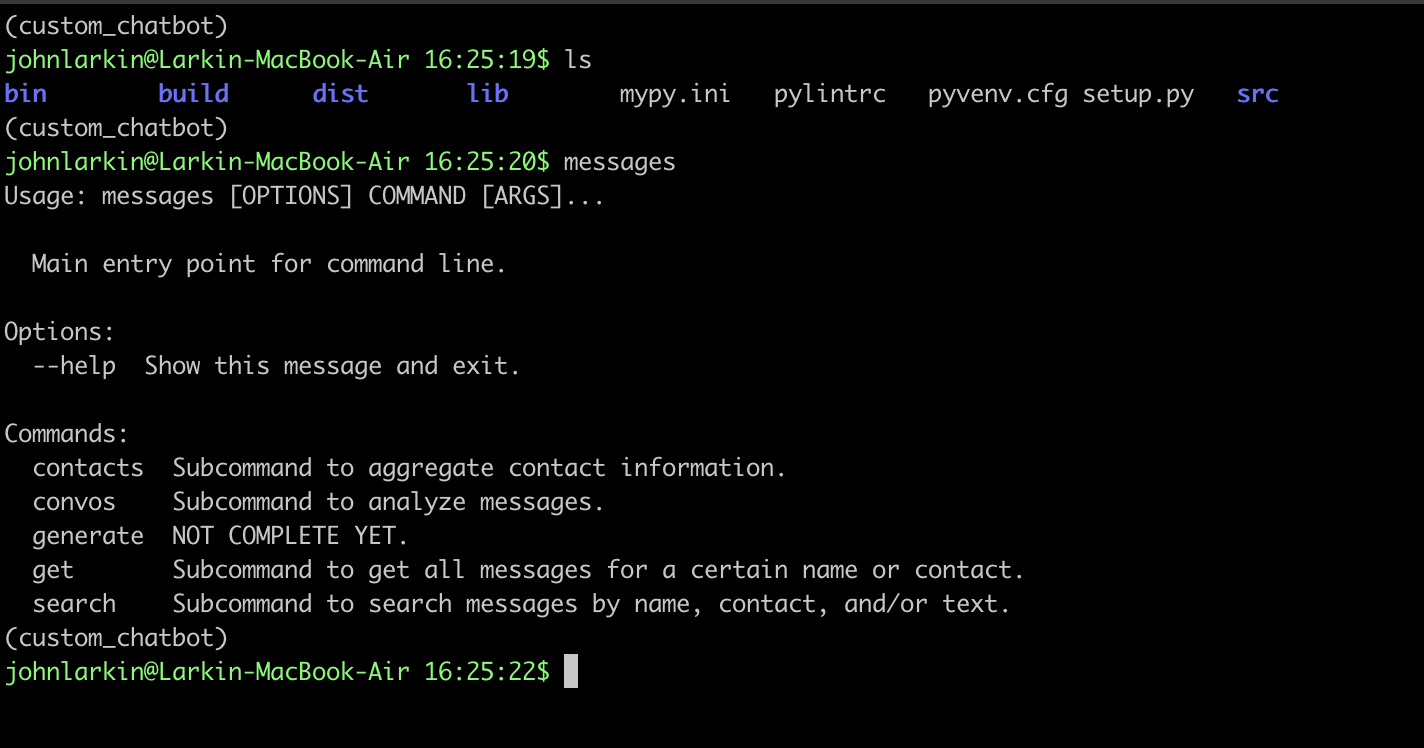 (custom_chatbot)
johnlarkin@Larkin-MacBook-Air 16:25:19$ ls
bin        build      dist       lib        mypy.ini   pylintrc   pyvenv.cfg setup.py   src
(custom_chatbot)
johnlarkin@Larkin-MacBook-Air 16:25:20$ messages
Usage: messages [OPTIONS] COMMAND [ARGS]...

  Main entry point for command line.

Options:
  --help  Show this message and exit.

Commands:
  contacts  Subcommand to aggregate contact information.
  convos    Subcommand to analyze messages.
  generate  NOT COMPLETE YET.
  get       Subcommand to get all messages for a certain name or contact.
  search    Subcommand to search messages by name, contact, and/or text.
(custom_chatbot)
johnlarkin@Larkin-MacBook-Air 16:25:22$